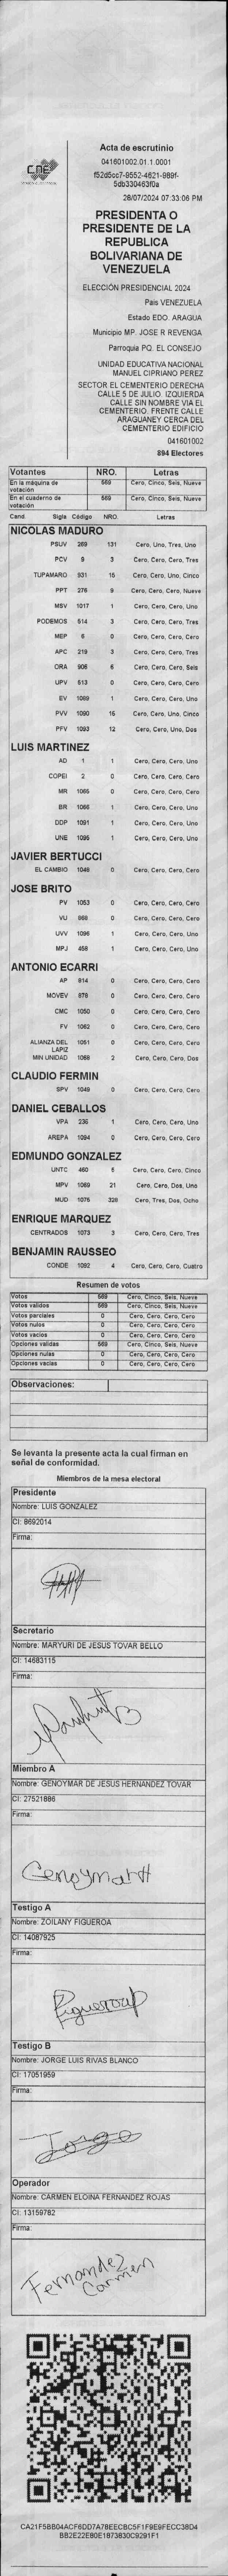 CNE
Acta de escrutinio
041601002.01.1.0001
f52d5cc7-9552-4621-989f-
5db330463f0a
28/07/2024 07:33:06 PM
PRESIDENTA O
PRESIDENTE DE LA
REPUBLICA
BOLIVARIANA DE
VENEZUELA
ELECCIÓN PRESIDENCIAL 2024
País VENEZUELA
Estado EDO. ARAGUA
Municipio MP. JOSE R REVENGA
Parroquia PQ. EL CONSEJO
UNIDAD EDUCATIVA NACIONAL
MANUEL CIPRIANO PEREZ
SECTOR EL CEMENTERIO DERECHA
CALLE 5 DE JULIO IZQUIERDA
CALLE SIN NOMBRE VIA EL
CEMENTERIO. FRENTE CALLE
ARAGUANEY CERCA DEL
CEMENTERIO EDIFICIO
041601002
894 Electores
Votantes NRO. Letras
En la máquina de votación 569 Cero, Cinco, Seis, Nueve
En el cuaderno de votación 569 Cero, Cinco, Seis, Nueve
Cand. Sigla Código NRO. Letras
NICOLAS MADURO
PSUV 269 131 Cero, Uno, Tres, Uno
PCV 9 3 Cero, Cero, Cero, Tres
TUPAMARO 931 15 Cero, Cero, Uno, Cinco
PPT 276 9 Cero, Cero, Cero, Nueve
MSV 1017 1 Cero, Cero, Cero, Uno
PODEMOS 614 3 Cero, Cero, Cero, Tres
MEP 6 0 Cero, Cero, Cero, Cero
APC 219 3 Cero, Cero, Cero, Tres
ORA 906 6 Cero, Cero, Cero, Seis
UPV 513 0 Cero, Cero, Cero, Cero
EV 1089 1 Cero, Cero, Cero, Uno
PVV 1090 15 Cero, Cero, Uno, Cinco
PFV 1093 12 Cero, Cero, Uno, Dos
LUIS MARTINEZ
AD 1 1 Cero, Cero, Cero, Uno
COPEI 2 0 Cero, Cero, Cero, Cero
MR 1065 0 Cero, Cero, Cero, Cero
BR 1066 1 Cero, Cero, Cero, Uno
DDP 1091 1 Cero, Cero, Cero, Uno
UNE 1095 1 Cero, Cero, Cero, Uno
JAVIER BERTUCCI
EL CAMBIO 1048 0 Cero, Cero, Cero, Cero
JOSE BRITO
PV 1053 0 Cero, Cero, Cero, Cero
VU 989 0 Cero, Cero, Cero, Cero
UVV 1096 1 Cero, Cero, Cero, Uno
MPJ 458 1 Cero, Cero, Cero, Uno
ANTONIO ECARRI
AP 814 0 Cero, Cero, Cero, Cero
MOVEV 878 0 Cero, Cero, Cero, Cero
CMC 1050 0 Cero, Cero, Cero, Cero
FV 1062 0 Cero, Cero, Cero, Cero
ALIANZA DEL LAPIZ 1051 0 Cero, Cero, Cero, Cero
MIN UNIDAD 1068 2 Cero, Cero, Cero, Dos
CLAUDIO FERMIN
SPV 1049 0 Cero, Cero, Cero, Cero
DANIEL CEBALLOS
VPA 236 1 Cero, Cero, Cero, Uno
AREPA 1094 0 Cero, Cero, Cero, Cero
EDMUNDO GONZALEZ
UNTC 460 5 Cero, Cero, Cero, Cinco
MPV 1069 21 Cero, Cero, Dos, Uno
MUD 1075 328 Cero, Tres, Dos, Ocho
ENRIQUE MARQUEZ
CENTRADOS 1073 3 Cero, Cero, Cero, Tres
BENJAMIN RAUSSEO
CONDE 1092 4 Cero, Cero, Cero, Cuatro
Resumen de votos
Votos 569 Cero, Cinco, Seis, Nueve
Votos validos 569 Cero, Cinco, Seis, Nueve
Votos parciales 0 Cero, Cero, Cero, Cero
Votos nulos 0 Cero, Cero, Cero, Cero
Votos vacios 0 Cero, Cero, Cero, Cero
Opciones validas 569 Cero, Cinco, Seis, Nueve
Opciones nulas 0 Cero, Cero, Cero, Cero
Opciones vacias 0 Cero, Cero, Cero, Cero
Observaciones:
Se levanta la presente acta la cual firman en
señal de conformidad.
Miembros de la mesa electoral
Presidente
Nombre: LUIS GONZALEZ
CI: 8692014
Firma:
Secretario
Nombre: MARYURI DE JESUS TOVAR BELLO
CI: 14683115
Firma:
Miembro A
Nombre: GENOYMAR DE JESUS HERNANDEZ TOVAR
CI: 27521886
Firma:
Genoymar H
Testigo A
Nombre: ZOILANY FIGUEROA
CI: 14087925
Firma:
Figueroa
Testigo B
Nombre: JORGE LUIS RIVAS BLANCO
CI: 17051959
Firma:
Jorge
Operador
Nombre: CARMEN ELOINA FERNANDEZ ROJAS
CI: 13159782
Firma:
Fernandez
Carmen
CA21F5BB04ACF6DD7A78EECBC5F1F9E9FECC38D4
BB2E22E80E1873830C9291F1